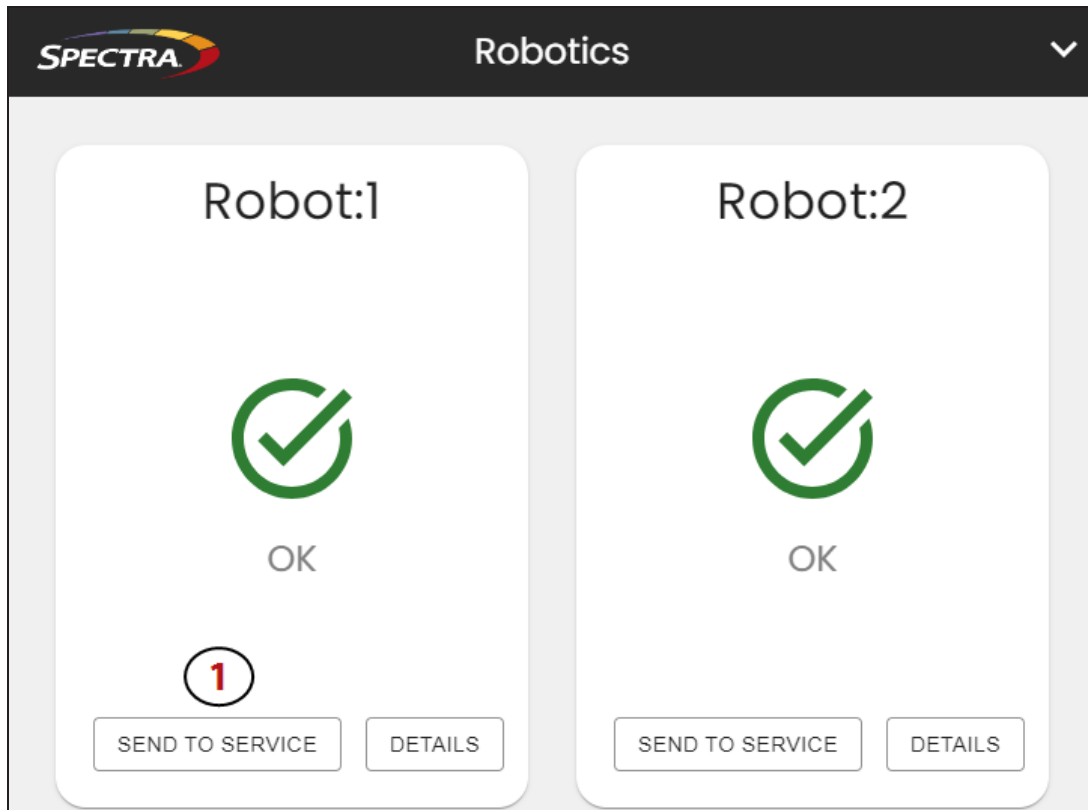 SPECTRA
Robotics
Robot:1
OK
1
SEND TO SERVICE
DETAILS
Robot:2
OK
SEND TO SERVICE
DETAILS